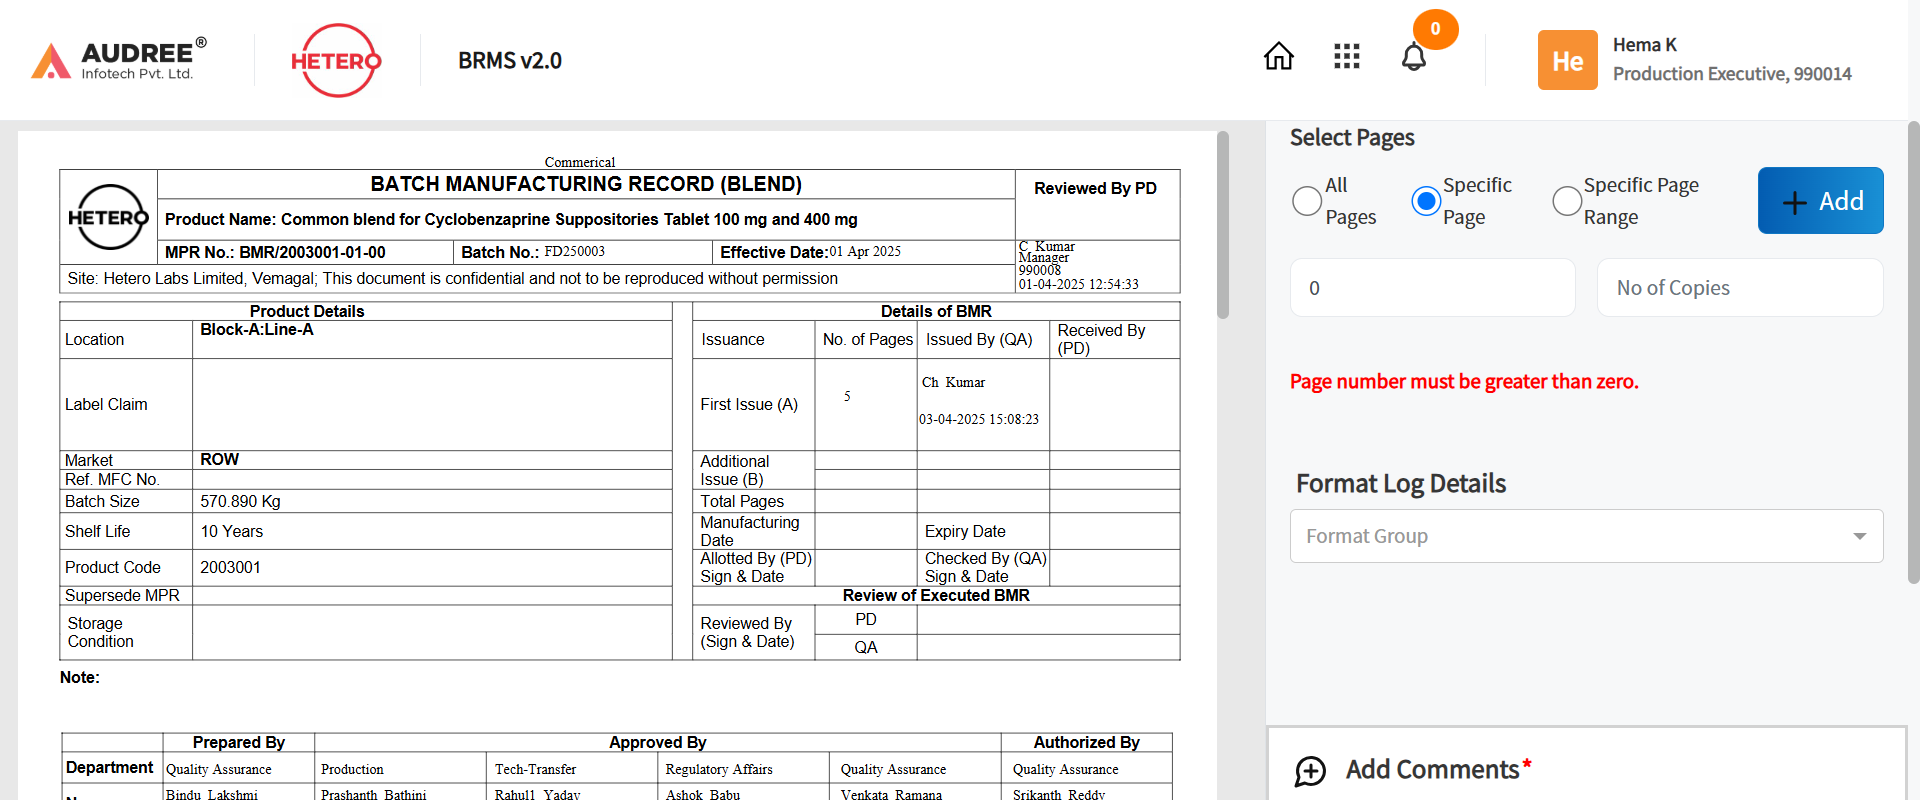 AUDREE®
Infotech Pvt. Ltd.
HETERO
BRMS v2.0
0
He
Hema K
Production Executive, 990014
Commerical
HETERO
BATCH MANUFACTURING RECORD (BLEND)
Reviewed By PD
Product Name: Common blend for Cyclobenzaprine Suppositories Tablet 100 mg and 400 mg
MPR No.: BMR/2003001-01-00
Batch No.: FD250003
Effective Date:01 Apr 2025
C Kumar
Manager
990008
01-04-2025 12:54:33
Site: Hetero Labs Limited, Vemagal; This document is confidential and not to be reproduced without permission
Product Details
Location
Block-A:Line-A
Label Claim
Market
ROW
Ref. MFC No.
Batch Size
570.890 Kg
Shelf Life
10 Years
Product Code
2003001
Supersede MPR
Storage
Condition
Details of BMR
Issuance
No. of Pages
Issued By (QA)
Received By
(PD)
First Issue (A)
5
Ch Kumar
03-04-2025 15:08:23
Additional
Issue (B)
Total Pages
Manufacturing
Date
Expiry Date
Allotted By (PD)
Sign & Date
Checked By (QA)
Sign & Date
Review of Executed BMR
Reviewed By
(Sign & Date)
PD
QA
Note:
Prepared By
Approved By
Authorized By
Department
Quality Assurance
Production
Tech-Transfer
Regulatory Affairs
Quality Assurance
Quality Assurance
Bindu Lakshmi
Prashanth Bathini
Rahul1 Yadav
Ashok Babu
Venkata Ramana
Srikanth Reddy
Select Pages
All
Pages
Specific
Page
Specific Page
Range
+ Add
0
No of Copies
Page number must be greater than zero.
Format Log Details
Format Group
Add Comments*